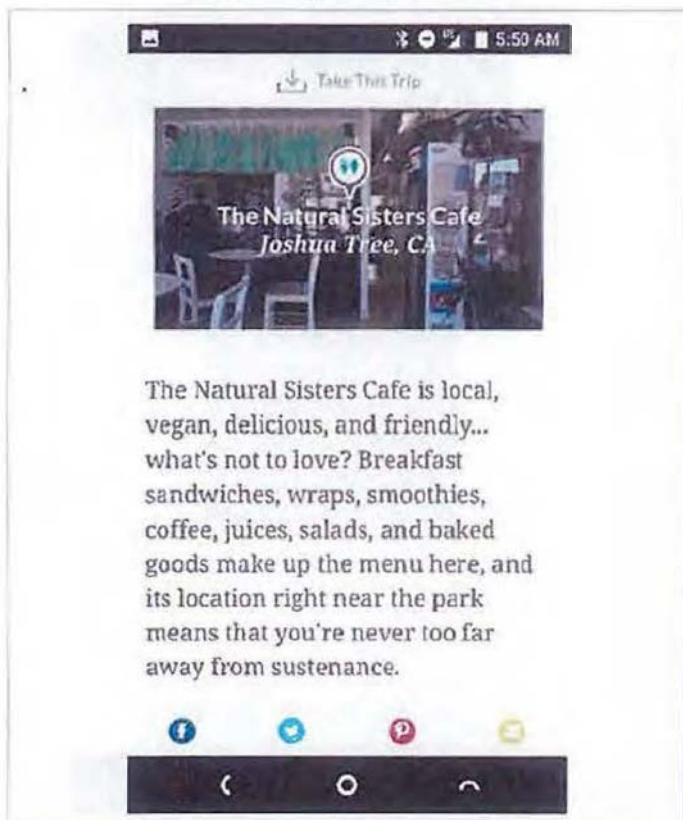 5:50 AM
Take This Trip
The Natural Sisters Cafe
Joshua Tree, CA
The Natural Sisters Cafe is local,
vegan, delicious, and friendly...
what's not to love? Breakfast
sandwiches, wraps, smoothies,
coffee, juices, salads, and baked
goods make up the menu here, and
its location right near the park
means that you're never too far
away from sustenance.